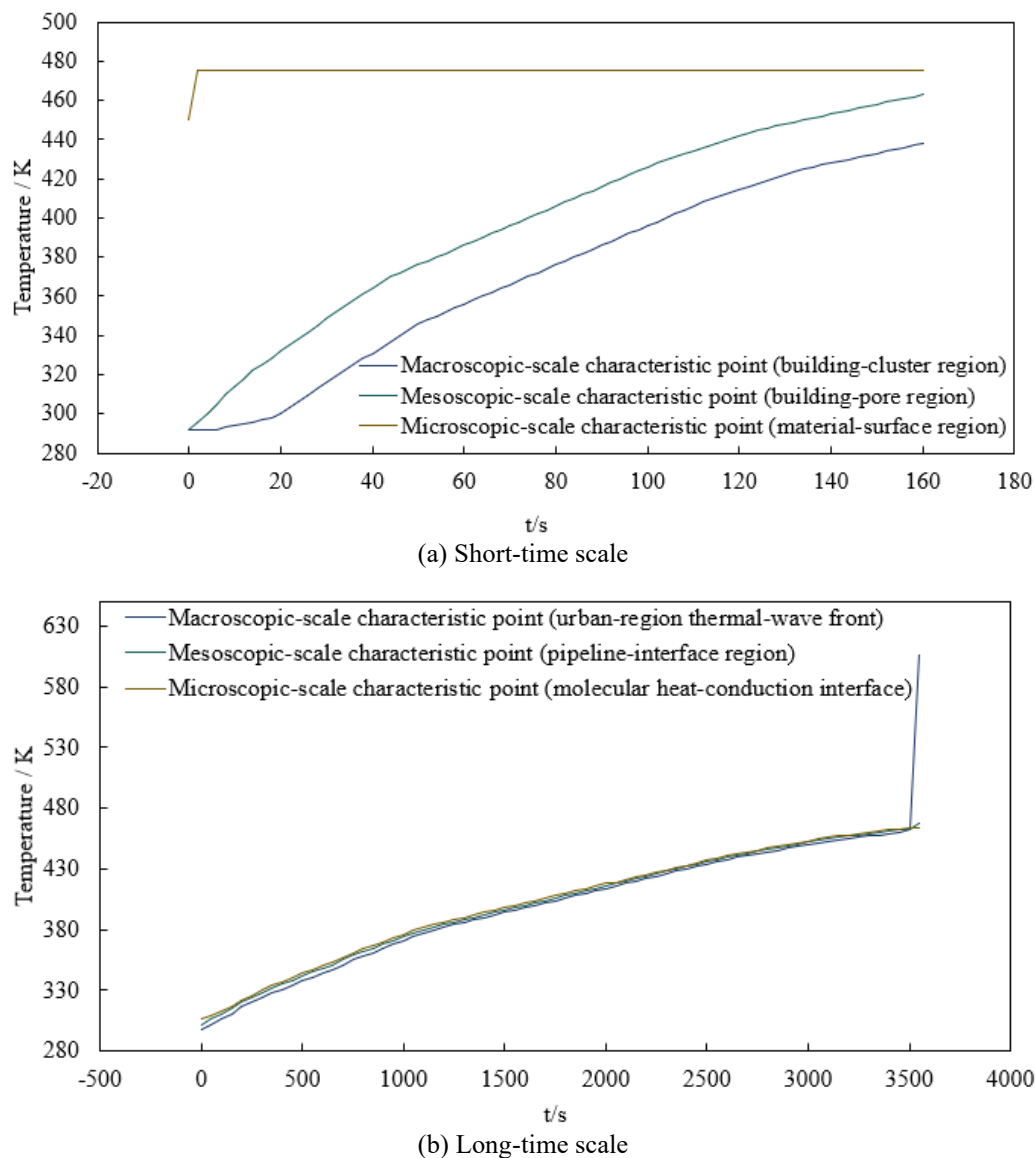 500
480
460
440
420
400
380
360
340
320
300
280
Temperature / K
Macroscopic-scale characteristic point (building-cluster region)
Mesoscopic-scale characteristic point (building-pore region)
Microscopic-scale characteristic point (material-surface region)
-20 0 20 40 60 80 100 120 140 160 180
t/s
(a) Short-time scale
Macroscopic-scale characteristic point (urban-region thermal-wave front)
Mesoscopic-scale characteristic point (pipeline-interface region)
Microscopic-scale characteristic point (molecular heat-conduction interface)
630
580
530
480
430
380
330
280
Temperature / K
-500 0 500 1000 1500 2000 2500 3000 3500 4000
t/s
(b) Long-time scale